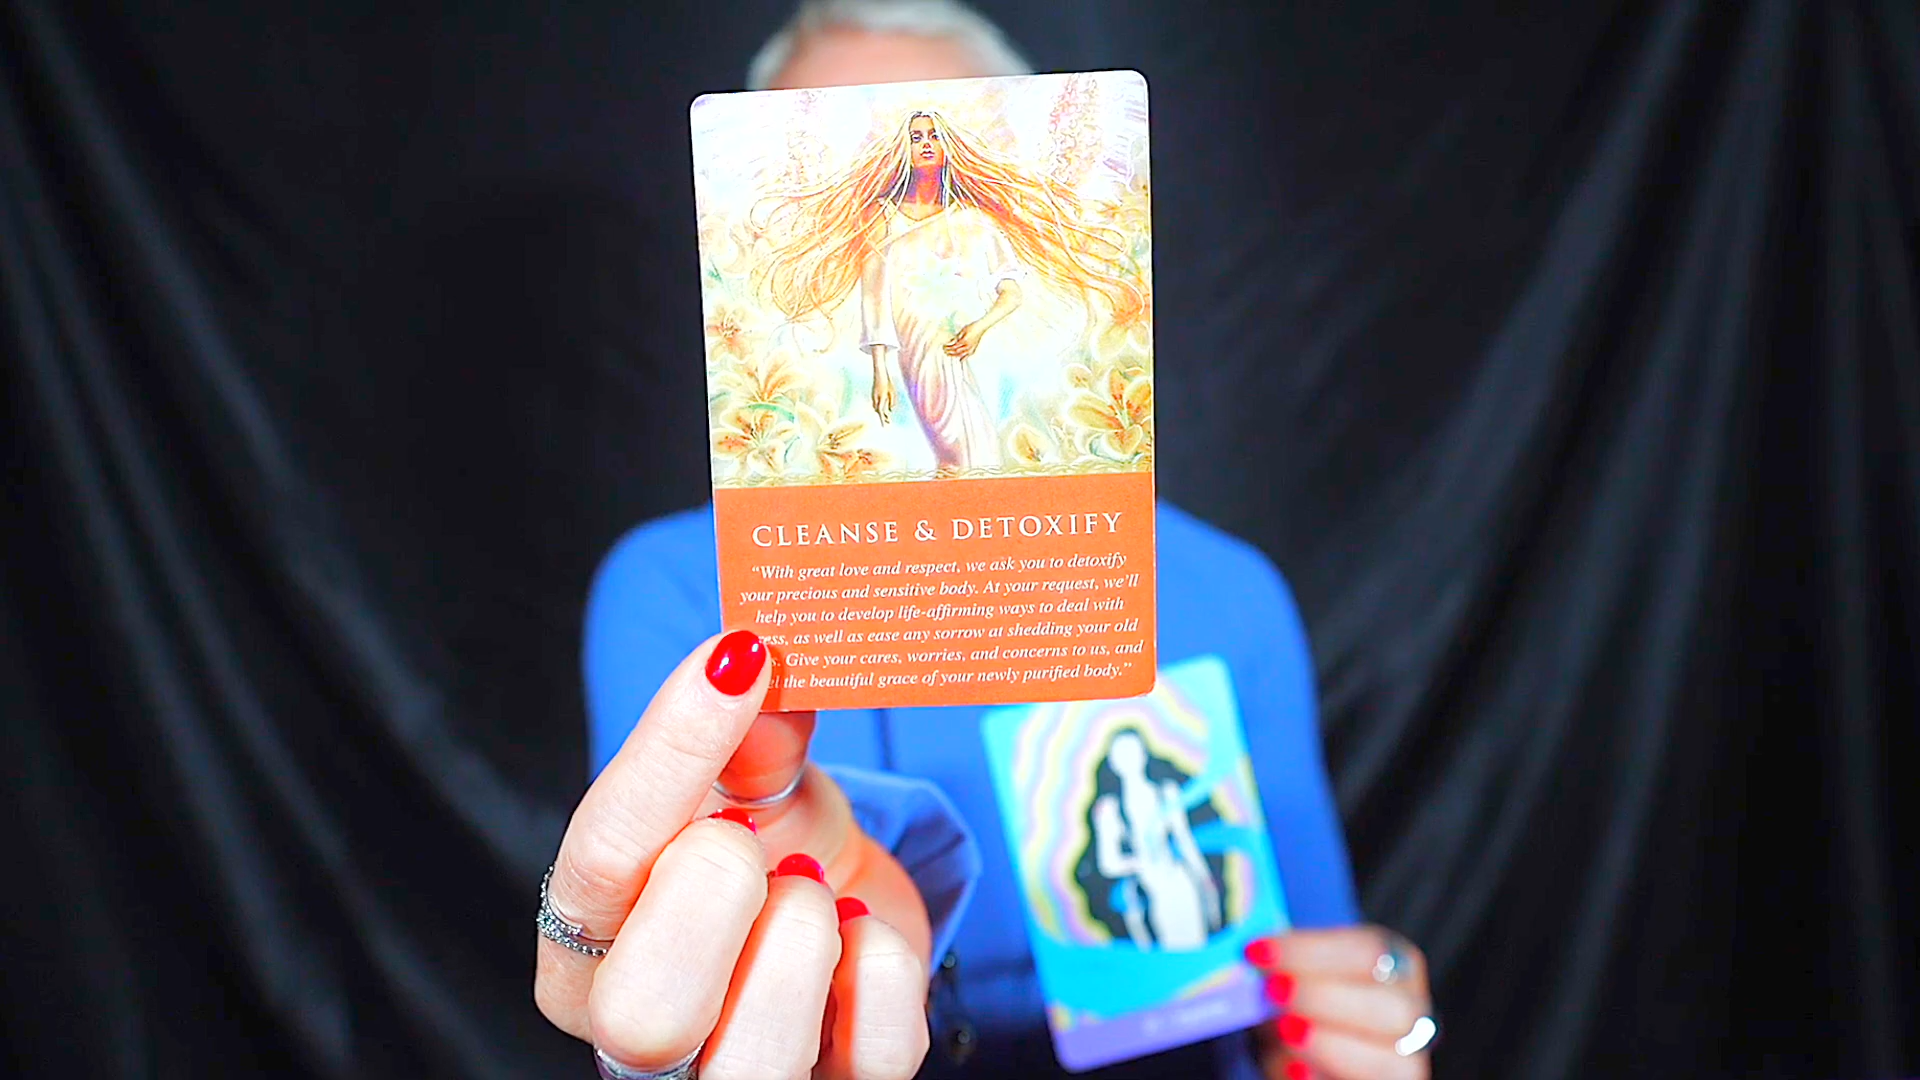 CLEANSE & DETOXIFY
“With great love and respect, we ask you to detoxify
your precious and sensitive body. At your request, we’ll
help you to develop life-affirming ways to deal with
as well as ease any sorrow at shedding your old
Give your cares, worries, and concerns to us, and
the beautiful grace of your newly purified body.”